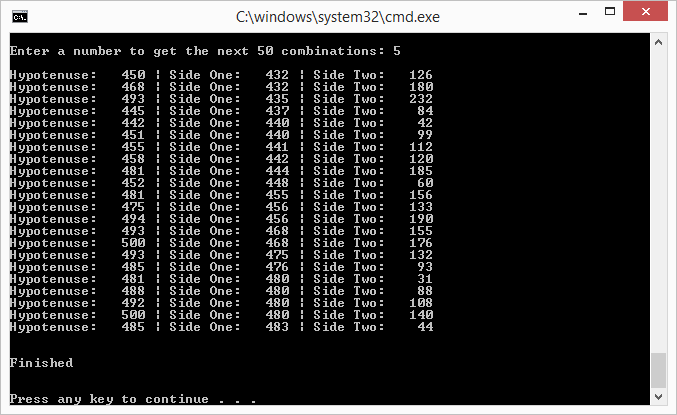 C:\windows\system32\cmd.exe
Enter a number to get the next 50 combinations: 5
Hypotenuse:   450 ¦ Side One:   432 ¦ Side Two:   126
Hypotenuse:   468 ¦ Side One:   432 ¦ Side Two:   180
Hypotenuse:   493 ¦ Side One:   435 ¦ Side Two:   232
Hypotenuse:   445 ¦ Side One:   437 ¦ Side Two:    84
Hypotenuse:   442 ¦ Side One:   440 ¦ Side Two:    42
Hypotenuse:   451 ¦ Side One:   440 ¦ Side Two:    99
Hypotenuse:   455 ¦ Side One:   441 ¦ Side Two:   112
Hypotenuse:   458 ¦ Side One:   442 ¦ Side Two:   120
Hypotenuse:   481 ¦ Side One:   444 ¦ Side Two:   185
Hypotenuse:   452 ¦ Side One:   448 ¦ Side Two:    60
Hypotenuse:   481 ¦ Side One:   455 ¦ Side Two:   156
Hypotenuse:   475 ¦ Side One:   456 ¦ Side Two:   133
Hypotenuse:   494 ¦ Side One:   456 ¦ Side Two:   190
Hypotenuse:   493 ¦ Side One:   468 ¦ Side Two:   155
Hypotenuse:   500 ¦ Side One:   468 ¦ Side Two:   176
Hypotenuse:   493 ¦ Side One:   475 ¦ Side Two:   132
Hypotenuse:   485 ¦ Side One:   476 ¦ Side Two:    93
Hypotenuse:   481 ¦ Side One:   480 ¦ Side Two:    31
Hypotenuse:   488 ¦ Side One:   480 ¦ Side Two:    88
Hypotenuse:   492 ¦ Side One:   480 ¦ Side Two:   108
Hypotenuse:   500 ¦ Side One:   480 ¦ Side Two:   140
Hypotenuse:   485 ¦ Side One:   483 ¦ Side Two:    44
Finished
Press any key to continue . . .